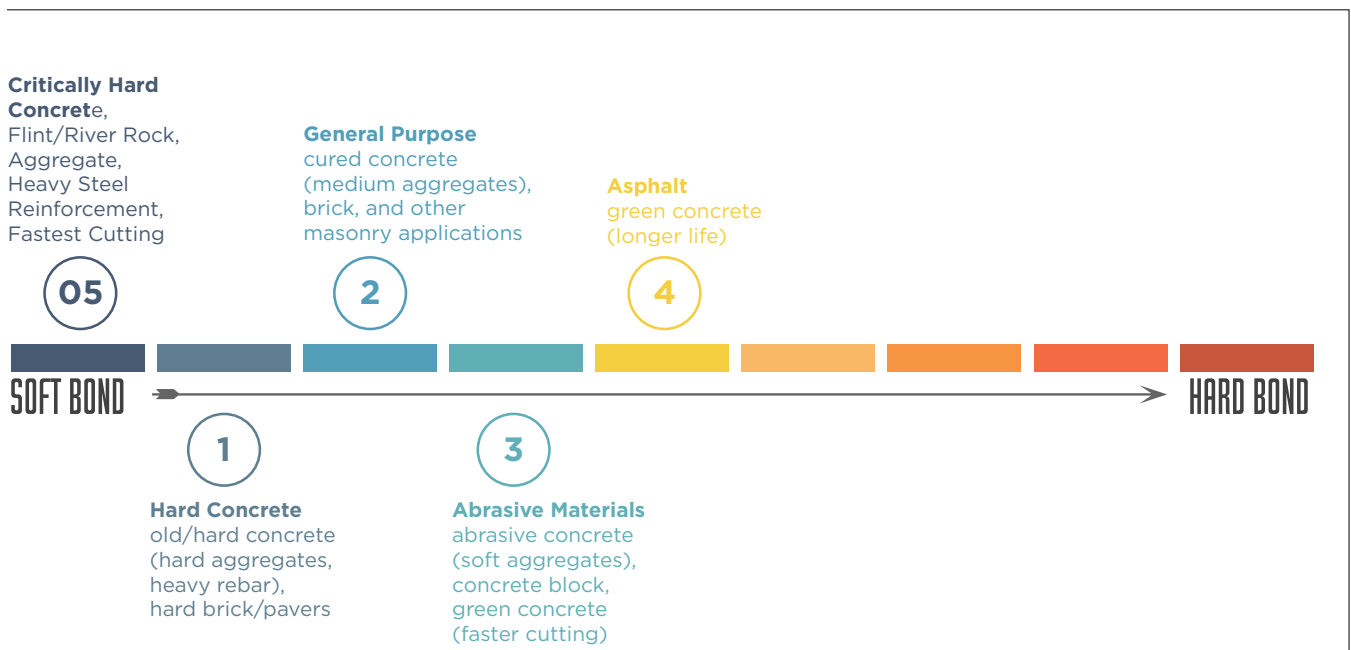 Critically Hard
Concrete,
Flint/River Rock,
Aggregate,
Heavy Steel
Reinforcement,
Fastest Cutting
05
General Purpose
cured concrete
(medium aggregates),
brick, and other
masonry applications
2
Asphalt
green concrete
(longer life)
4
SOFT BOND
HARD BOND
1
Hard Concrete
old/hard concrete
(hard aggregates,
heavy rebar),
hard brick/pavers
3
Abrasive Materials
abrasive concrete
(soft aggregates),
concrete block,
green concrete
(faster cutting)